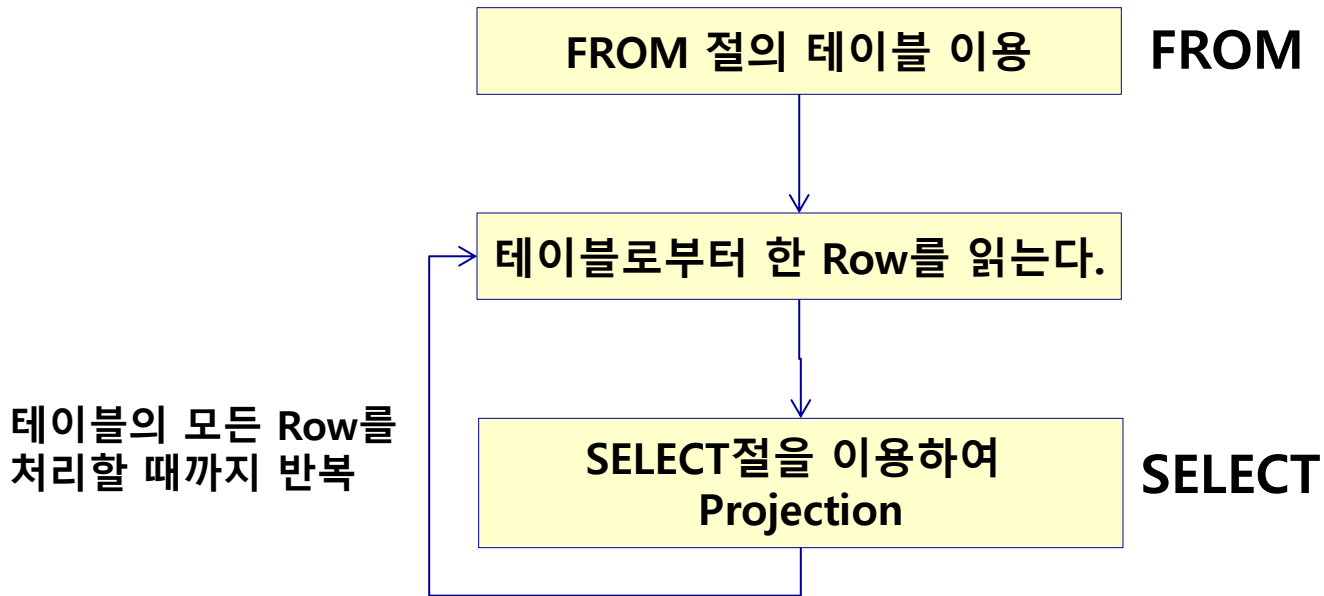 FROM 절의 테이블 이용
FROM
테이블로부터 한 Row를 읽는다.
테이블의 모든 Row를
처리할 때까지 반복
SELECT절을 이용하여
Projection
SELECT